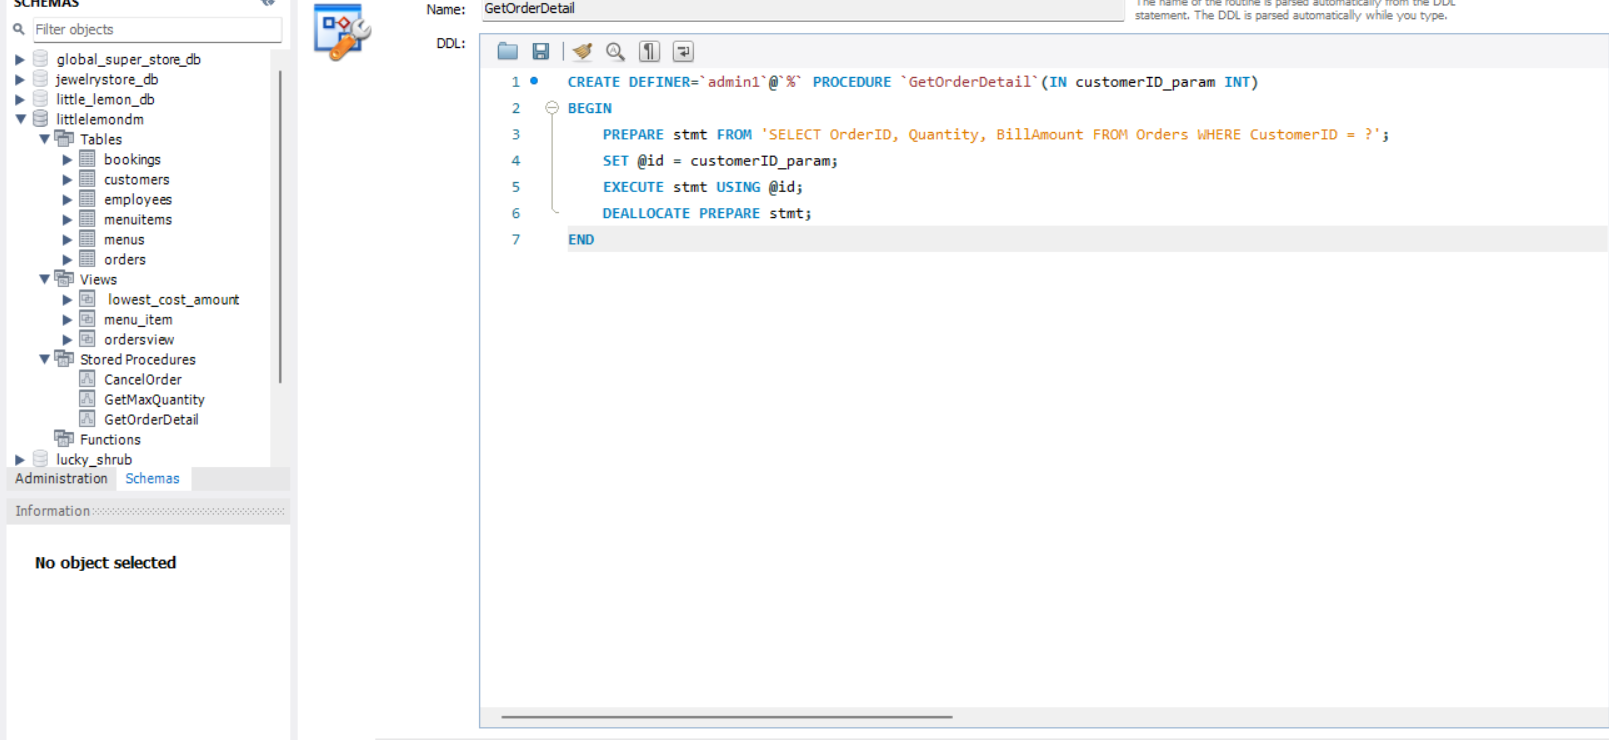 SCHEMAS
Filter objects
global_super_store_db
jewelrystore_db
little_lemon_db
littlelemondm
Tables
bookings
customers
employees
menuitems
menus
orders
Views
lowest_cost_amount
menu_item
ordersview
Stored Procedures
CancelOrder
GetMaxQuantity
GetOrderDetail
Functions
lucky_shrub
Administration Schemas
Information
No object selected
Name: GetOrderDetail
The name of the routine is parsed automatically from the DDL
statement. The DDL is parsed automatically while you type.
DDL:
1 CREATE DEFINER=`admin1`@`%` PROCEDURE `GetOrderDetail`(IN customerID_param INT)
2 BEGIN
3 PREPARE stmt FROM 'SELECT OrderID, Quantity, BillAmount FROM Orders WHERE CustomerID = ?';
4 SET @id = customerID_param;
5 EXECUTE stmt USING @id;
6 DEALLOCATE PREPARE stmt;
7 END